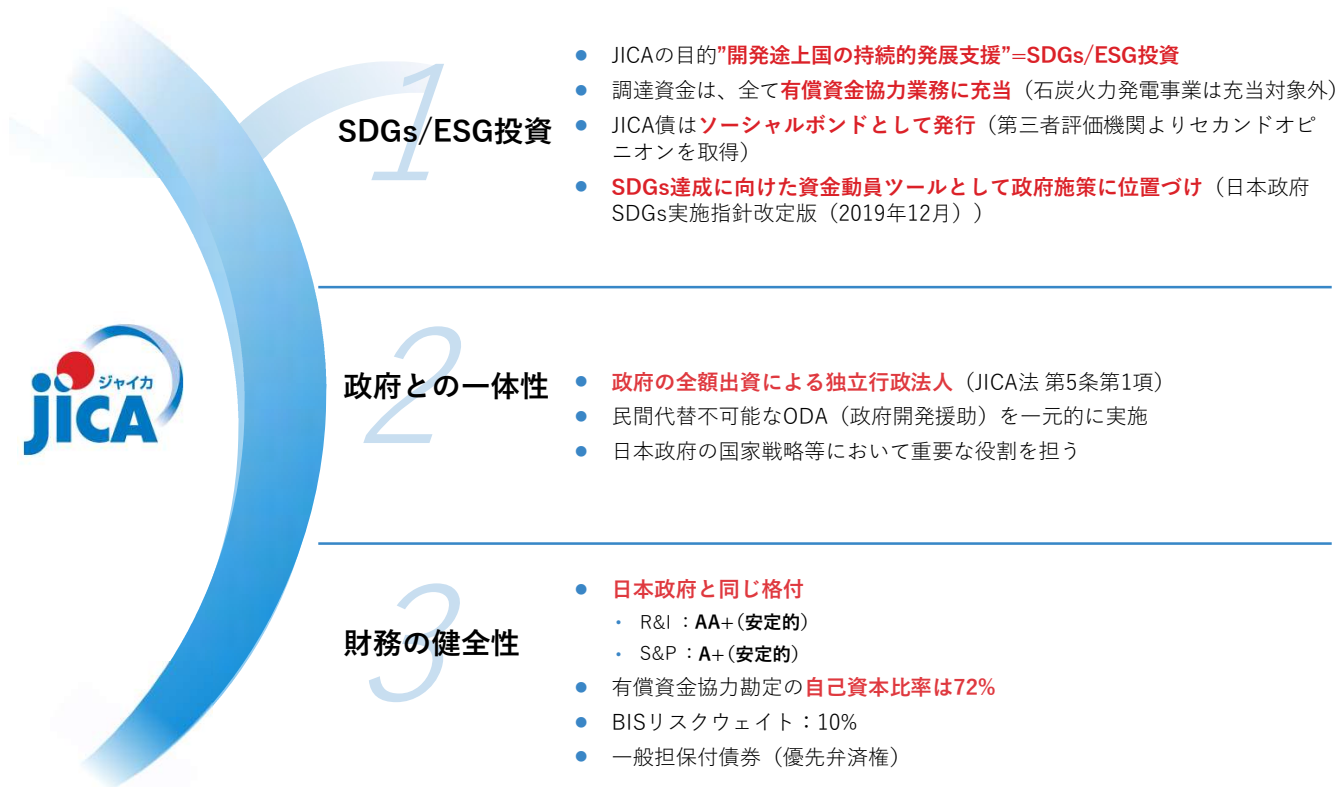 ジャイカ
JICA
1
SDGs/ESG投資
● JICAの目的”開発途上国の持続的発展支援”=SDGs/ESG投資
● 調達資金は、全て有償資金協力業務に充当（石炭火力発電事業は充当対象外）
● JICA債はソーシャルボンドとして発行（第三者評価機関よりセカンドオピ
ニオンを取得）
● SDGs達成に向けた資金動員ツールとして政府施策に位置づけ（日本政府
SDGs実施指針改定版（2019年12月））
2
政府との一体性
● 政府の全額出資による独立行政法人（JICA法 第5条第1項）
● 民間代替不可能なODA（政府開発援助）を一元的に実施
● 日本政府の国家戦略等において重要な役割を担う
3
財務の健全性
● 日本政府と同じ格付
・ R&I ：AA+(安定的)
・ S&P：A+(安定的)
● 有償資金協力勘定の自己資本比率は72%
● BISリスクウェイト：10%
● 一般担保付債券（優先弁済権）